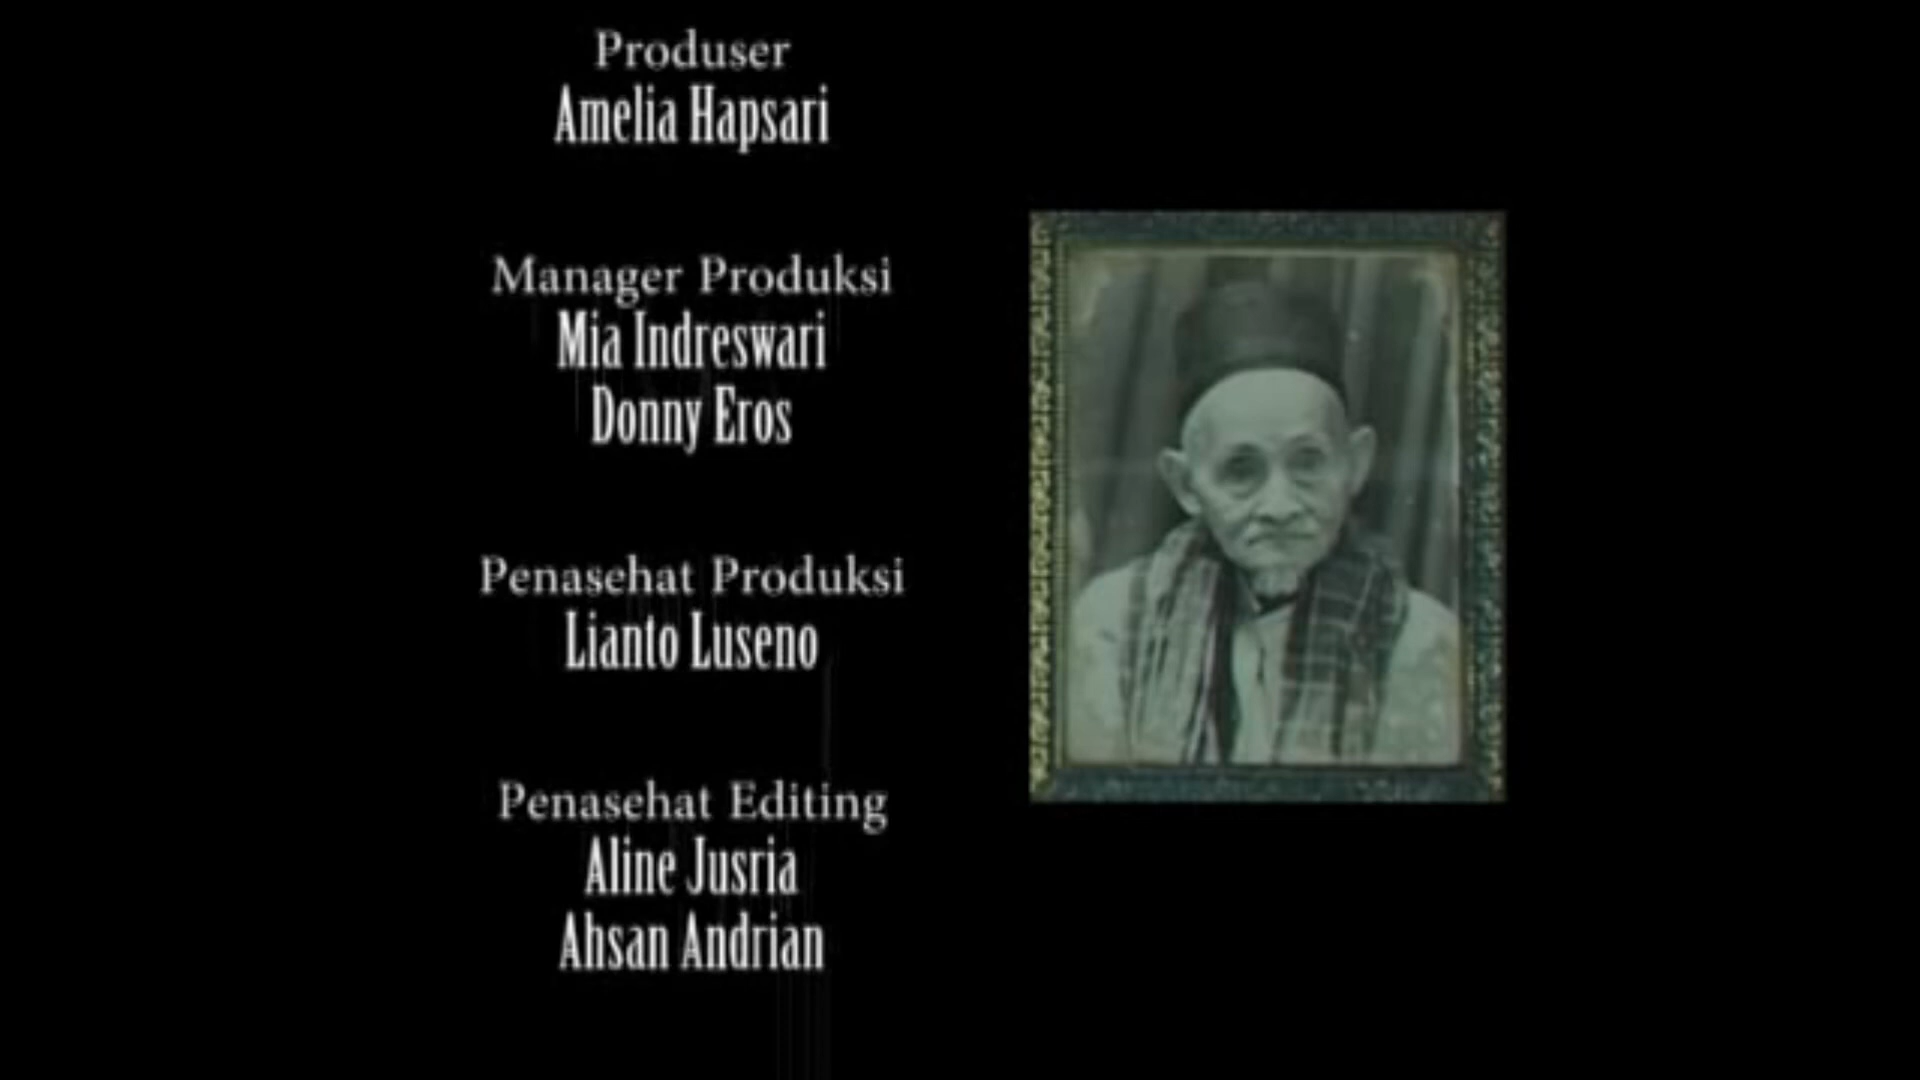 Produser
Amelia Hapsari
Manager Produksi
Mia Indreswari
Donny Eros
Penasehat Produksi
Lianto Luseno
Penasehat Editing
Aline Jusria
Ahsan Andrian